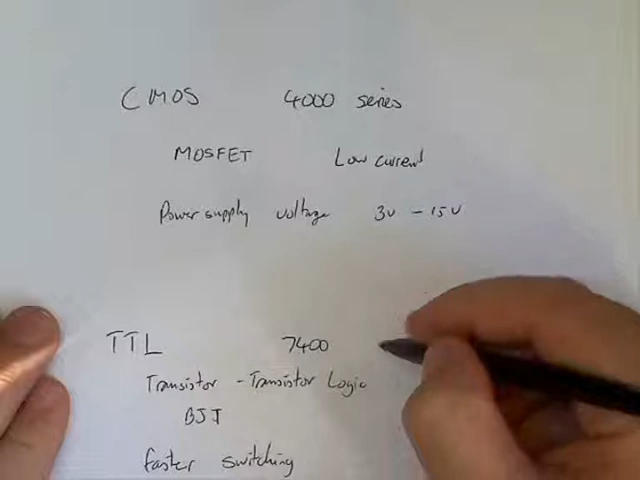 CMOS 4000 series
MOSFET Low current
Power supply voltage 3v - 15v
TTL 7400
Transistor - Transistor Logic
BJT
faster switching